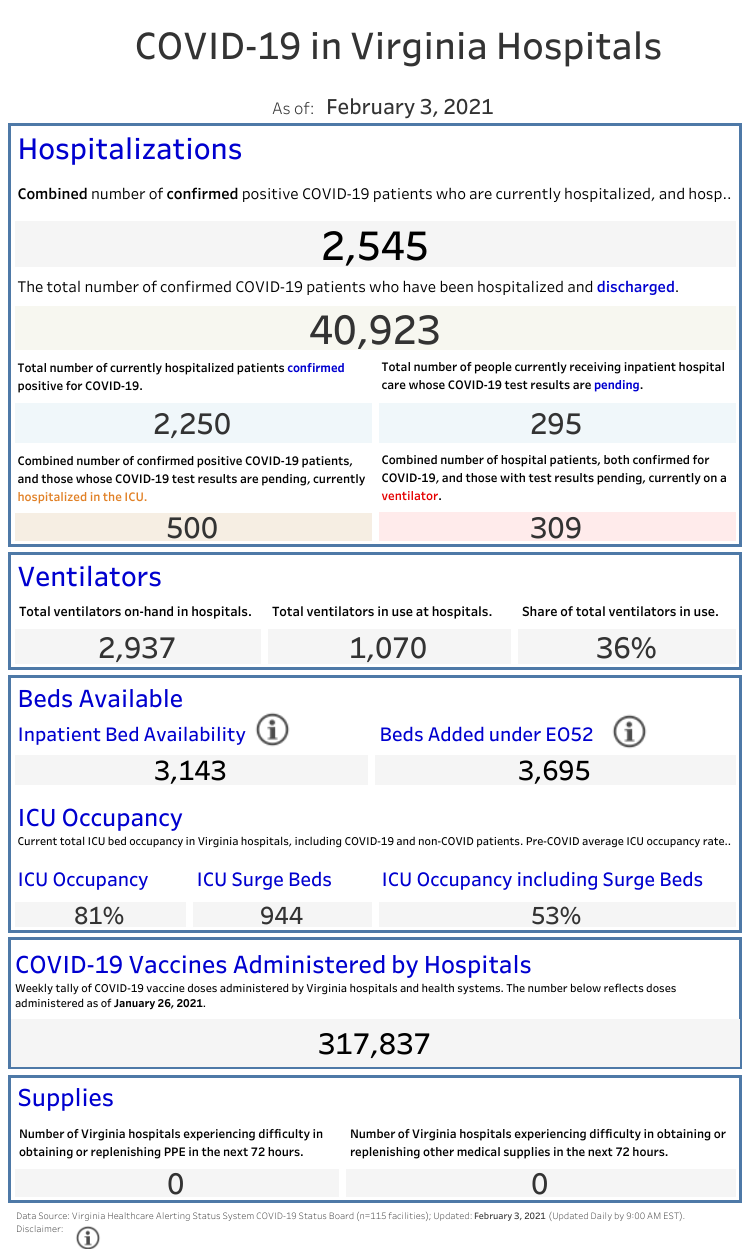 COVID-19 in Virginia Hospitals
As of: February 3, 2021
Hospitalizations
Combined number of confirmed positive COVID-19 patients who are currently hospitalized, and hosp..
2,545
The total number of confirmed COVID-19 patients who have been hospitalized and discharged.
40,923
Total number of currently hospitalized patients confirmed
positive for COVID-19.
Total number of people currently receiving inpatient hospital
care whose COVID-19 test results are pending.
2,250
295
Combined number of confirmed positive COVID-19 patients,
and those whose COVID-19 test results are pending, currently
hospitalized in the ICU.
Combined number of hospital patients, both confirmed for
COVID-19, and those with test results pending, currently on a
ventilator.
500
309
Ventilators
Total ventilators on-hand in hospitals.
Total ventilators in use at hospitals.
Share of total ventilators in use.
2,937
1,070
36%
Beds Available
Inpatient Bed Availability
Beds Added under EO52
3,143
3,695
ICU Occupancy
Current total ICU bed occupancy in Virginia hospitals, including COVID-19 and non-COVID patients. Pre-COVID average ICU occupancy rate..
ICU Occupancy
ICU Surge Beds
ICU Occupancy including Surge Beds
81%
944
53%
COVID-19 Vaccines Administered by Hospitals
Weekly tally of COVID-19 vaccine doses administered by Virginia hospitals and health systems. The number below reflects doses
administered as of January 26, 2021.
317,837
Supplies
Number of Virginia hospitals experiencing difficulty in
obtaining or replenishing PPE in the next 72 hours.
Number of Virginia hospitals experiencing difficulty in obtaining or
replenishing other medical supplies in the next 72 hours.
0
0
Data Source: Virginia Healthcare Alerting Status System COVID-19 Status Board (n=115 facilities); Updated: February 3, 2021 (Updated Daily by 9:00 AM EST).
Disclaimer: